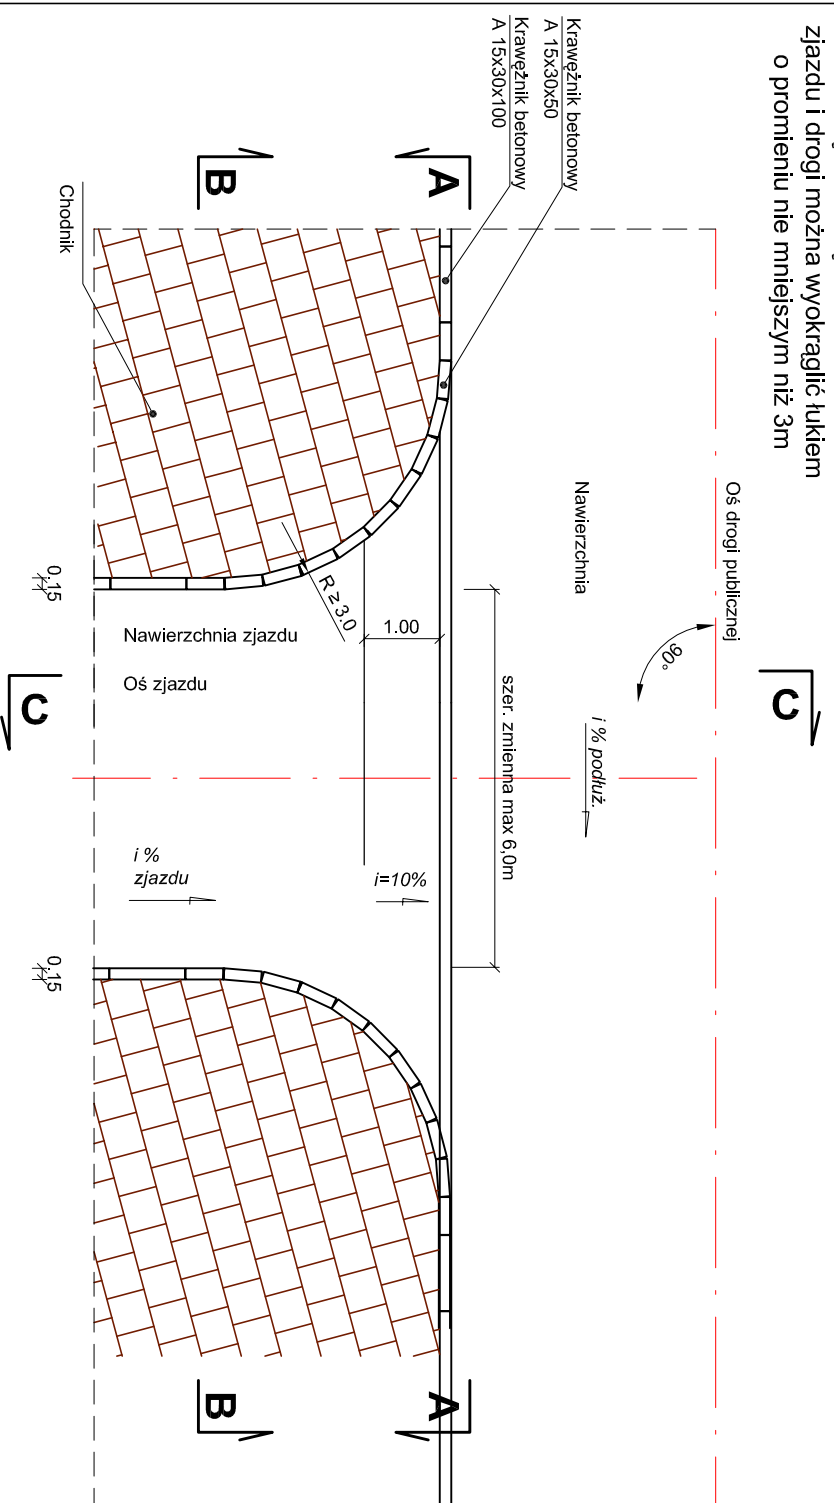 zjazdu i drogi można wyokrąglić łukiem
o promieniu nie mniejszym niż 3m
Krawężnik betonowy
A 15x30x50
Krawężnik betonowy
A 15x30x100
A
B
Chodnik
Oś drogi publicznej
90°
Nawierzchnia
C
i % podłuż.
szer. zmienna max 6,0m
1.00
R ≥ 3.0
0,15
Nawierzchnia zjazdu
Oś zjazdu
C
i %
zjazdu
i=10%
0,15
A
B